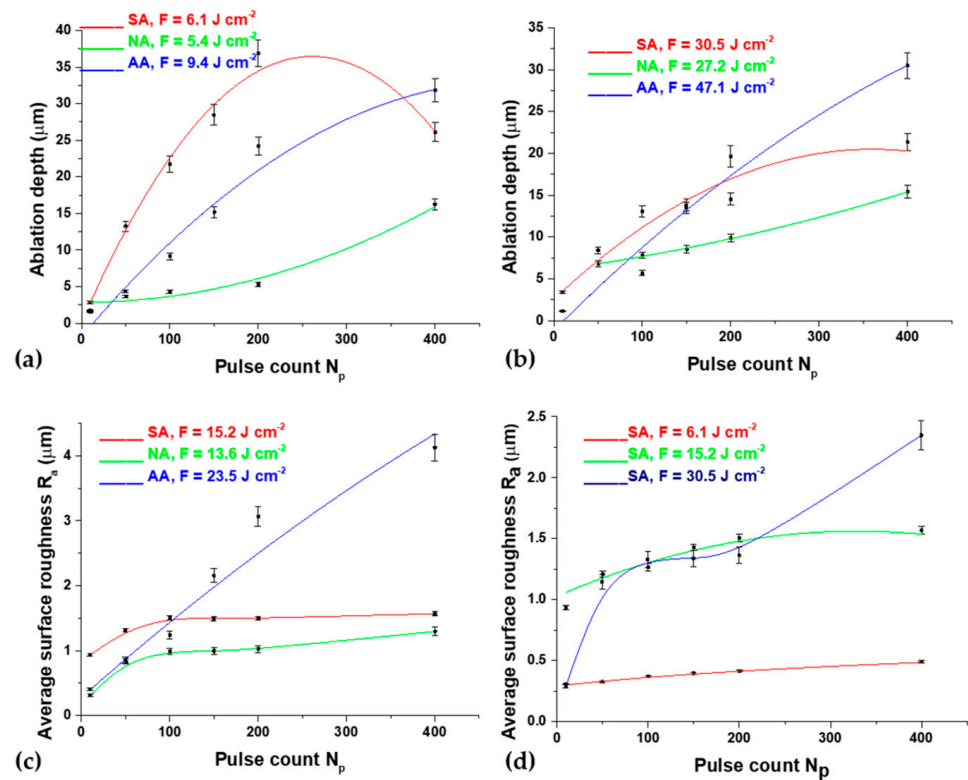 (a)
SA, F = 6.1 J cm-2
NA, F = 5.4 J cm-2
AA, F = 9.4 J cm-2
Ablation depth (μm)
40
35
30
25
20
15
10
5
0
0 100 200 300 400
Pulse count Np
(b)
SA, F = 30.5 J cm-2
NA, F = 27.2 J cm-2
AA, F = 47.1 J cm-2
Ablation depth (μm)
35
30
25
20
15
10
5
0
0 100 200 300 400
Pulse count Np
(c)
SA, F = 15.2 J cm-2
NA, F = 13.6 J cm-2
AA, F = 23.5 J cm-2
Average surface roughness Ra (μm)
4
3
2
1
0
0 100 200 300 400
Pulse count Np
(d)
SA, F = 6.1 J cm-2
SA, F = 15.2 J cm-2
SA, F = 30.5 J cm-2
Average surface roughness Ra (μm)
2.5
2.0
1.5
1.0
0.5
0.0
0 100 200 300 400
Pulse count Np